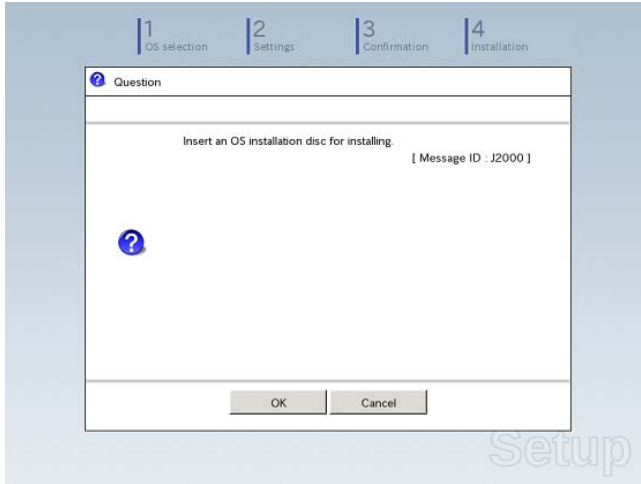 1
OS selection
2
Settings
3
Confirmation
4
Installation
Question
Insert an OS installation disc for installing.
[ Message ID : J2000 ]
OK
Cancel
Setup